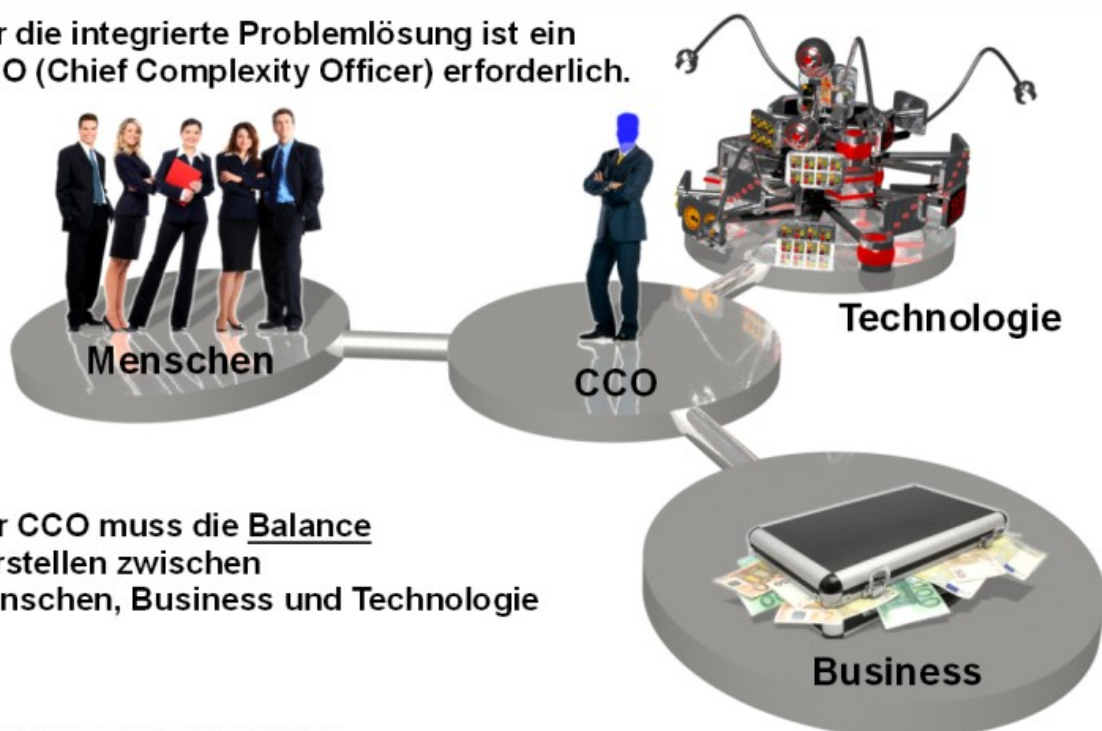 r die integrierte Problemlösung ist ein
O (Chief Complexity Officer) erforderlich.
Menschen
CCO
Technologie
r CCO muss die Balance
rstellen zwischen
nschen, Business und Technologie
Business